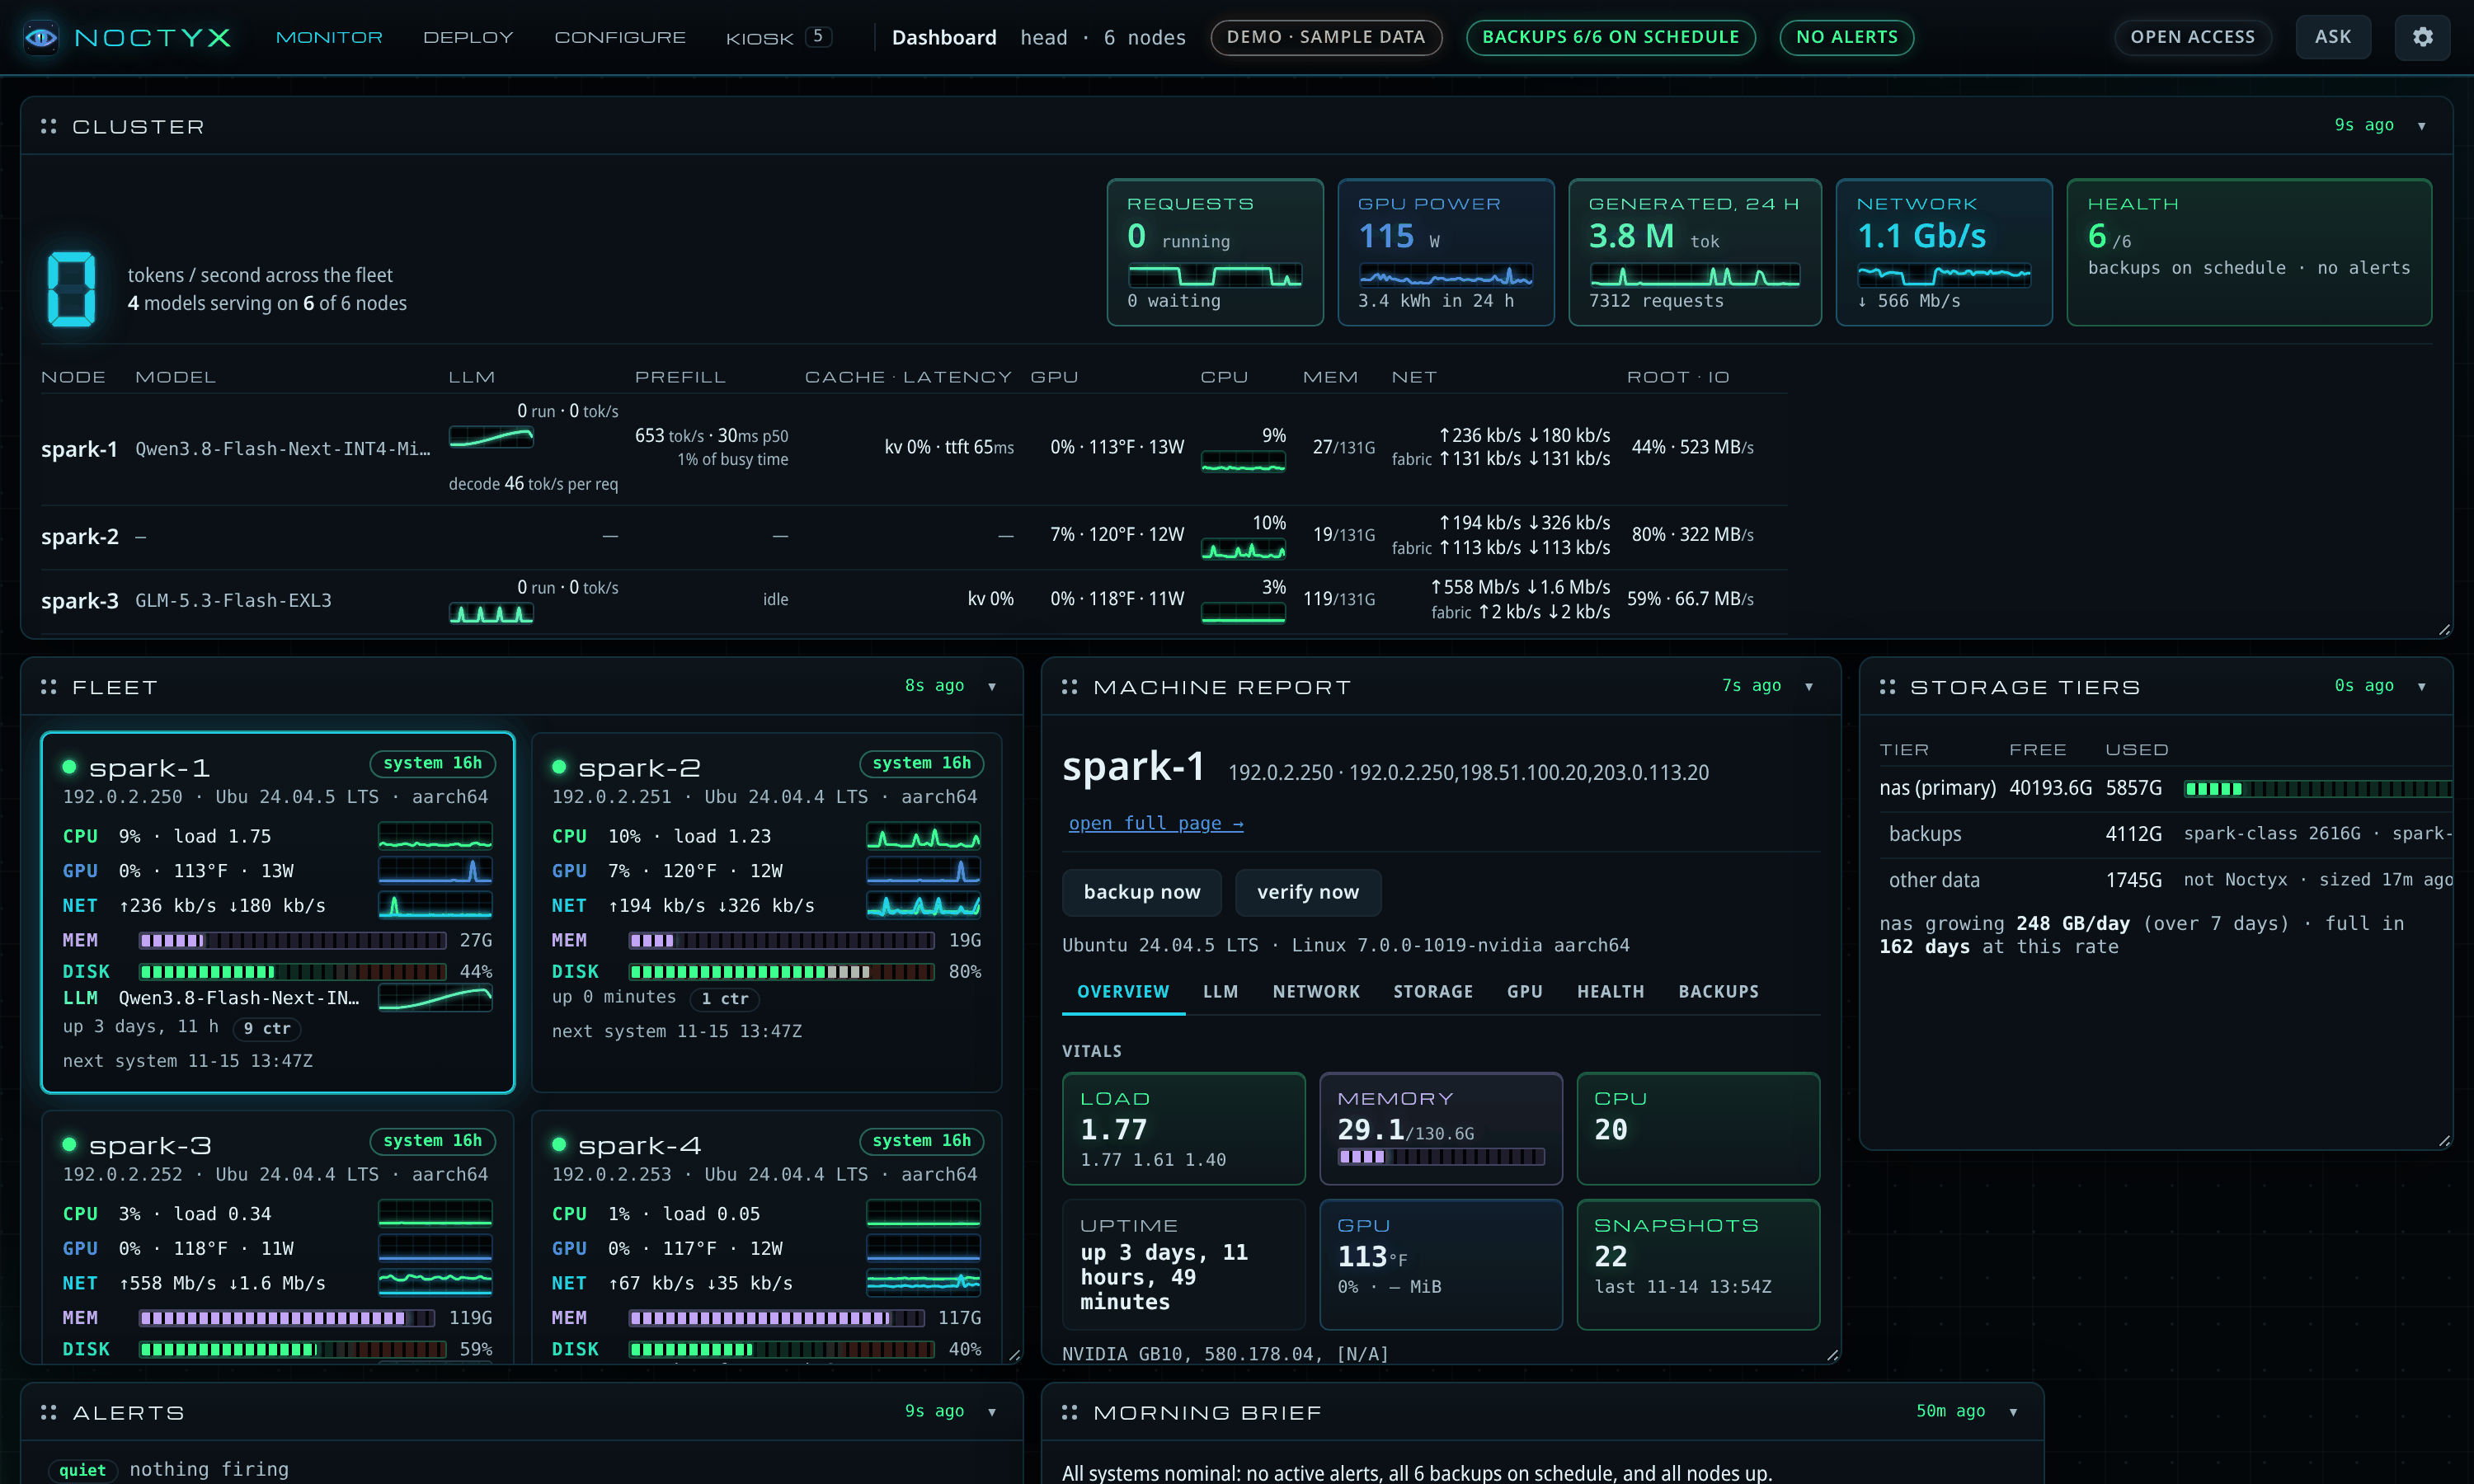 NOCTYX MONITOR DEPLOY CONFIGURE KIOSK 5 Dashboard head · 6 nodes DEMO · SAMPLE DATA BACKUPS 6/6 ON SCHEDULE NO ALERTS OPEN ACCESS ASK
CLUSTER 9s ago ▼
REQUESTS
0 running
0 waiting
GPU POWER
115 W
3.4 kWh in 24 h
GENERATED, 24 H
3.8 M tok
7312 requests
NETWORK
1.1 Gb/s
↓ 566 Mb/s
HEALTH
6 /6
backups on schedule · no alerts
0
tokens / second across the fleet
4 models serving on 6 of 6 nodes
NODE MODEL LLM PREFILL CACHE · LATENCY GPU CPU MEM NET ROOT · IO
spark-1 Qwen3.8-Flash-Next-INT4-Mi…
0 run · 0 tok/s
decode 46 tok/s per req
653 tok/s · 30ms p50
1% of busy time
kv 0% · ttft 65ms
0% · 113°F · 13W
9%
27/131G
↑236 kb/s ↓180 kb/s
fabric ↑131 kb/s ↓131 kb/s
44% · 523 MB/s
spark-2 – — — —
7% · 120°F · 12W
10%
19/131G
↑194 kb/s ↓326 kb/s
fabric ↑113 kb/s ↓113 kb/s
80% · 322 MB/s
spark-3 GLM-5.3-Flash-EXL3
0 run · 0 tok/s
idle
kv 0%
0% · 118°F · 11W
3%
119/131G
↑558 Mb/s ↓1.6 Mb/s
fabric ↑2 kb/s ↓2 kb/s
59% · 66.7 MB/s
FLEET 8s ago ▼
spark-1 system 16h
192.0.2.250 · Ubu 24.04.5 LTS · aarch64
CPU 9% · load 1.75
GPU 0% · 113°F · 13W
NET ↑236 kb/s ↓180 kb/s
MEM 27G
DISK 44%
LLM Qwen3.8-Flash-Next-IN…
up 3 days, 11 h 9 ctr
next system 11-15 13:47Z
spark-2 system 16h
192.0.2.251 · Ubu 24.04.4 LTS · aarch64
CPU 10% · load 1.23
GPU 7% · 120°F · 12W
NET ↑194 kb/s ↓326 kb/s
MEM 19G
DISK 80%
up 0 minutes 1 ctr
next system 11-15 13:47Z
spark-3 system 16h
192.0.2.252 · Ubu 24.04.4 LTS · aarch64
CPU 3% · load 0.34
GPU 0% · 118°F · 11W
NET ↑558 Mb/s ↓1.6 Mb/s
MEM 119G
DISK 59%
spark-4 system 16h
192.0.2.253 · Ubu 24.04.4 LTS · aarch64
CPU 1% · load 0.05
GPU 0% · 117°F · 12W
NET ↑67 kb/s ↓35 kb/s
MEM 117G
DISK 40%
MACHINE REPORT 7s ago ▼
spark-1 192.0.2.250 · 192.0.2.250,198.51.100.20,203.0.113.20
open full page →
backup now verify now
Ubuntu 24.04.5 LTS · Linux 7.0.0-1019-nvidia aarch64
OVERVIEW LLM NETWORK STORAGE GPU HEALTH BACKUPS
VITALS
LOAD
1.77
1.77 1.61 1.40
MEMORY
29.1/130.6G
CPU
20
UPTIME
up 3 days, 11
hours, 49
minutes
GPU
113°F
0% · — MiB
SNAPSHOTS
22
last 11-14 13:54Z
NVIDIA GB10, 580.178.04, [N/A]
STORAGE TIERS 0s ago ▼
TIER FREE USED
nas (primary) 40193.6G 5857G
backups 4112G spark-class 2616G · spark-
other data 1745G not Noctyx · sized 17m ago
nas growing 248 GB/day (over 7 days) · full in
162 days at this rate
ALERTS 9s ago ▼
quiet nothing firing
MORNING BRIEF 50m ago ▼
All systems nominal: no active alerts, all 6 backups on schedule, and all nodes up.